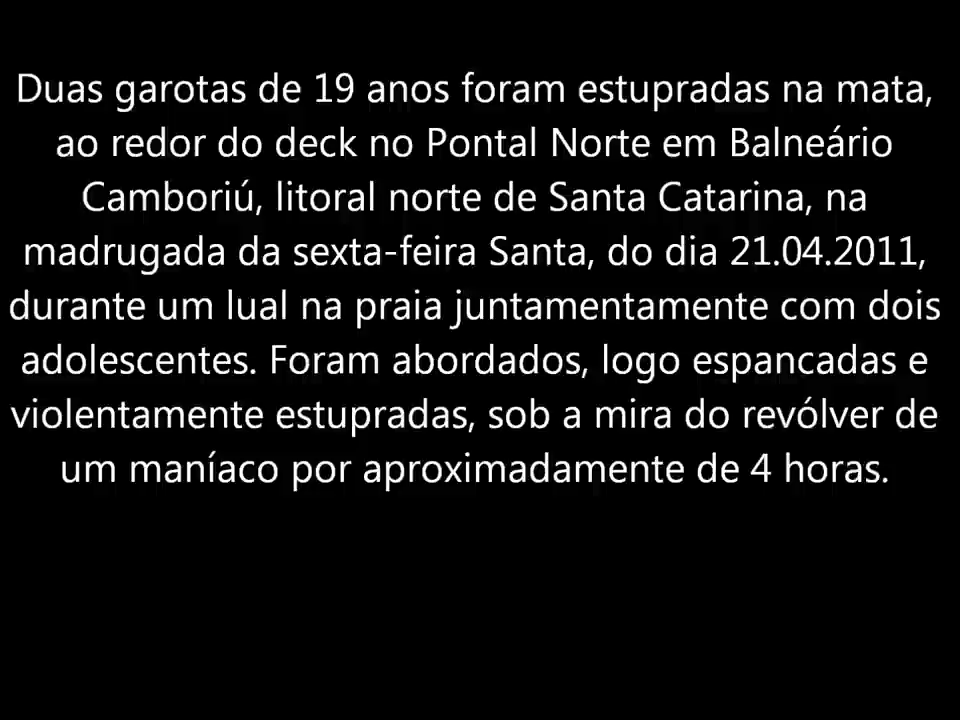 Duas garotas de 19 anos foram estupradas na mata,
ao redor do deck no Pontal Norte em Balneário
Camboriú, litoral norte de Santa Catarina, na
madrugada da sexta-feira Santa, do dia 21.04.2011,
durante um lual na praia juntamentamente com dois
adolescentes. Foram abordados, logo espancadas e
violentamente estupradas, sob a mira do revólver de
um maníaco por aproximadamente de 4 horas.